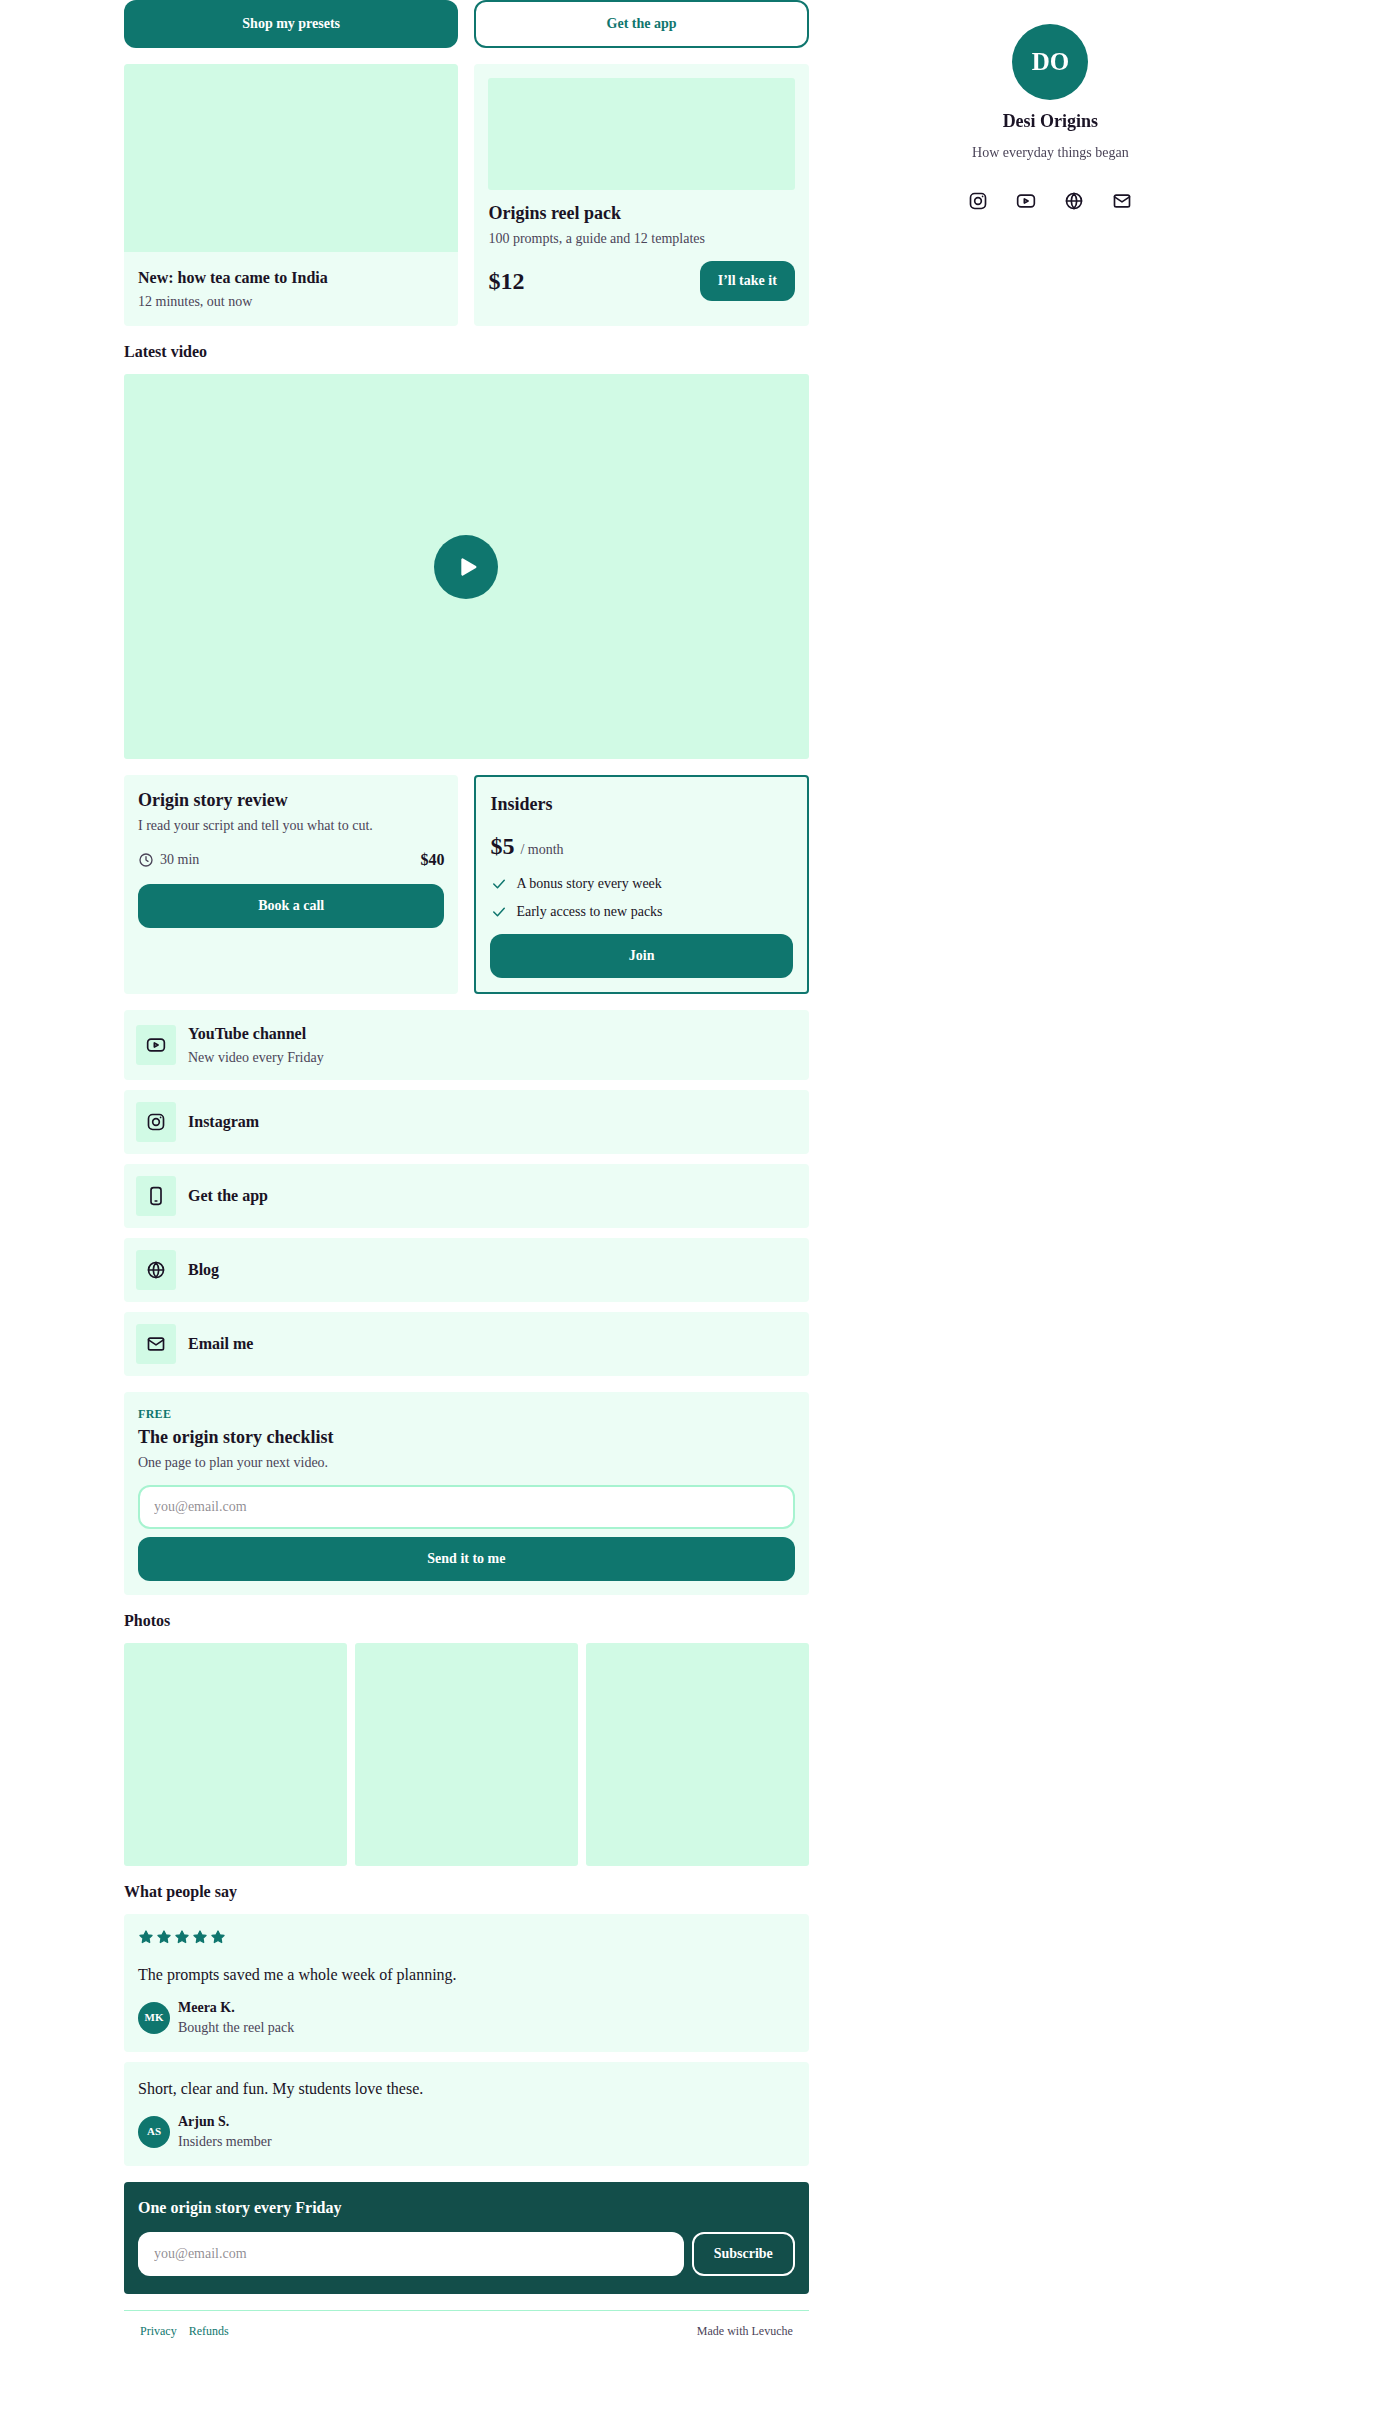 Shop my presets
Get the app
DO
Desi Origins
How everyday things began
New: how tea came to India
12 minutes, out now
Origins reel pack
100 prompts, a guide and 12 templates
$12
I’ll take it
Latest video
Origin story review
I read your script and tell you what to cut.
30 min
$40
Book a call
Insiders
$5 / month
A bonus story every week
Early access to new packs
Join
YouTube channel
New video every Friday
Instagram
Get the app
Blog
Email me
FREE
The origin story checklist
One page to plan your next video.
you@email.com
Send it to me
Photos
What people say
The prompts saved me a whole week of planning.
MK
Meera K.
Bought the reel pack
Short, clear and fun. My students love these.
AS
Arjun S.
Insiders member
One origin story every Friday
you@email.com
Subscribe
Privacy
Refunds
Made with Levuche